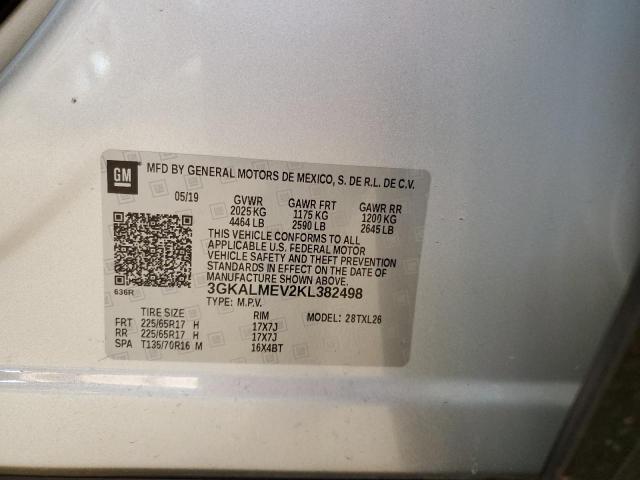 GM MFD BY GENERAL MOTORS DE MEXICO, S. DE R.L. DE C.V.
05/19 GVWR GAWR FRT GAWR RR
2025 KG 1175 KG 1200 KG
4464 LB 2590 LB 2645 LB
THIS VEHICLE CONFORMS TO ALL
APPLICABLE U.S. FEDERAL MOTOR
VEHICLE SAFETY AND THEFT PREVENTION
STANDARDS IN EFFECT ON THE DATE OF
MANUFACTURE SHOWN ABOVE.
636R 3GKALMEV2KL382498
TYPE: M.P.V.
TIRE SIZE RIM MODEL: 28TXL26
FRT 225/65R17 H 17X7J
RR 225/65R17 H 17X7J
SPA T135/70R16 M 16X4BT